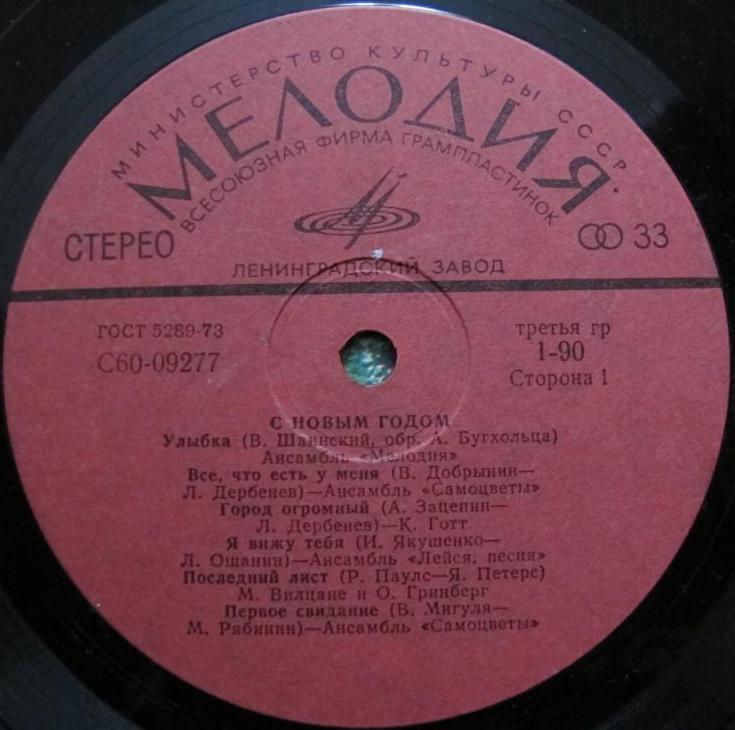 МИНИСТЕРСТВО КУЛЬТУРЫ СССР
МЕЛОДИЯ
ВСЕСОЮЗНАЯ ФИРМА ГРАМПЛАСТИНОК
СТЕРЕО
33
ЛЕНИНГРАДСКИЙ ЗАВОД
ГОСТ 5289-73
третья гр
С60-09277
1-90
Сторона 1
С НОВЫМ ГОДОМ
Улыбка (В. Шаинский, обр. А. Бугхольца)
Ансамбль «Мелодия»
Все, что есть у меня (В. Добрынин—
Л. Дербенев)—Ансамбль «Самоцветы»
Город огромный (А. Зацепин—
Л. Дербенев)—К. Готт
Я вижу тебя (И. Якушенко—
Л. Ошанин)—Ансамбль «Лейся, песня»
Последний лист (Р. Паулс—Я. Петерс)
М. Вилцане и О. Гринберг
Первое свидание (В. Мигуля—
М. Рябинин)—Ансамбль «Самоцветы»